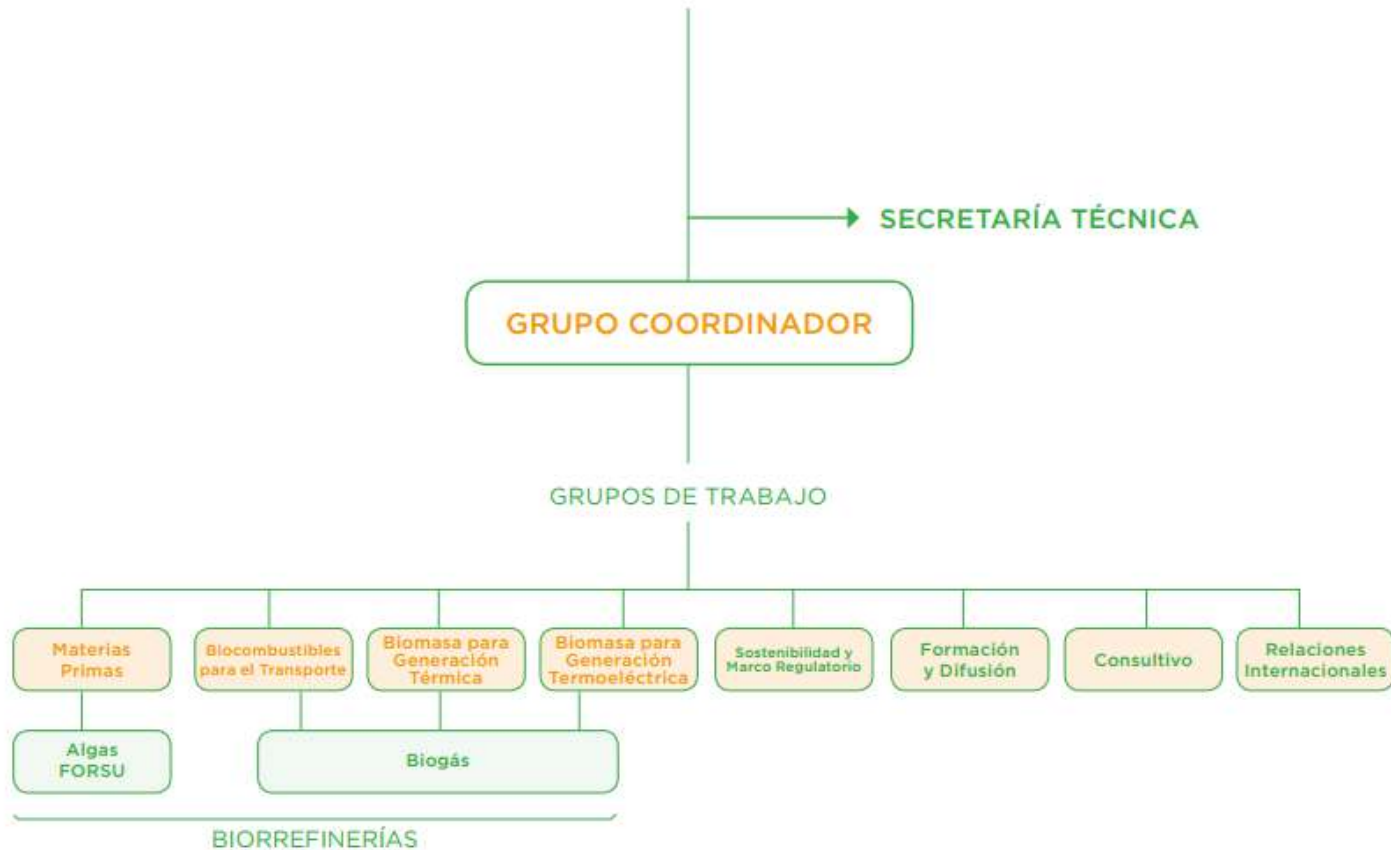 SECRETARÍA TÉCNICA
GRUPO COORDINADOR
GRUPOS DE TRABAJO
Materias
Primas
Biocombustibles
para el Transporte
Biomasa para
Generación
Térmica
Biomasa para
Generación
Termoeléctrica
Sostenibilidad y
Marco Regulatorio
Formación
y Difusión
Consultivo
Relaciones
Internacionales
Algas
FORSU
Biogás
BIORREFINERÍAS